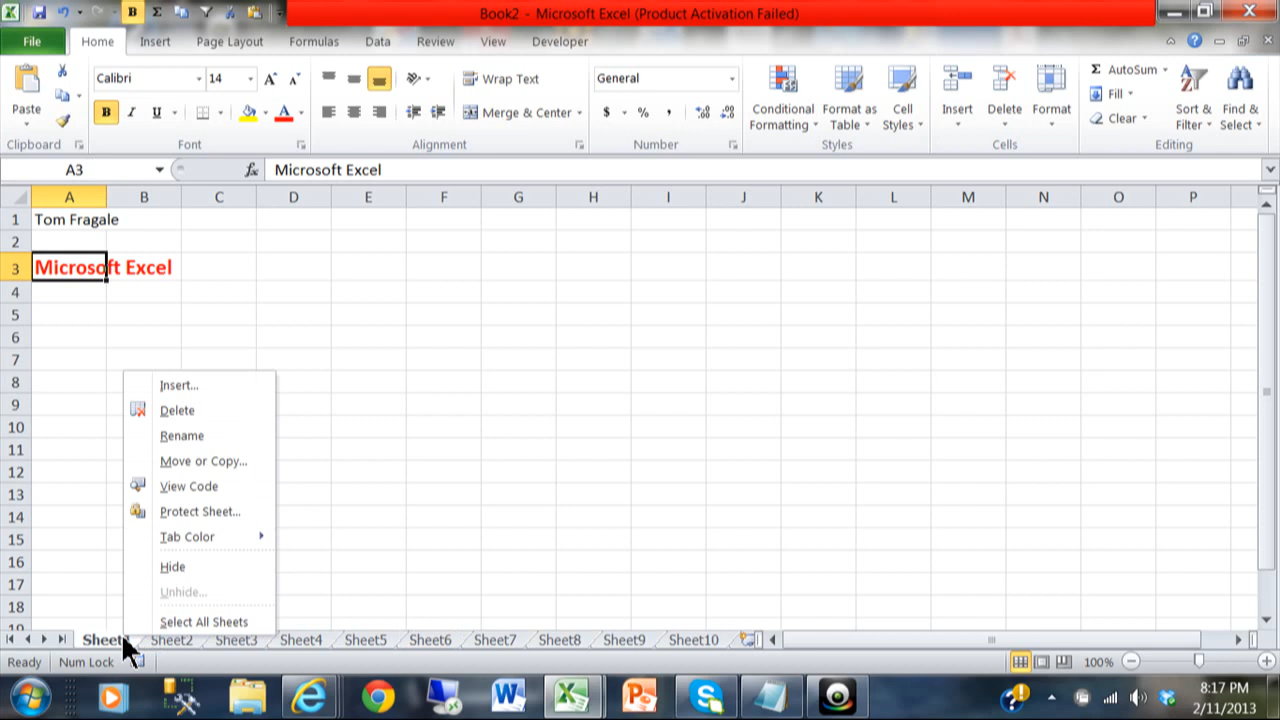 Book2 - Microsoft Excel (Product Activation Failed)
File Home Insert Page Layout Formulas Data Review View Developer
Paste
Clipboard
Calibri 14
B I U A
Font
Wrap Text
Merge & Center
Alignment
General
$ % ,
Number
Conditional Formatting
Format as Table
Cell Styles
Styles
Insert
Delete
Format
Cells
AutoSum
Fill
Clear
Sort & Filter
Find & Select
Editing
A3 fx Microsoft Excel
A B C D E F G H I J K L M N O P
1 Tom Fragale
2
3 Microsoft Excel
4
5
6
7
8
9
10
11
12
13
14
15
16
17
18
19
Insert...
Delete
Rename
Move or Copy...
View Code
Protect Sheet...
Tab Color
Hide
Unhide...
Select All Sheets
Sheet1 Sheet2 Sheet3 Sheet4 Sheet5 Sheet6 Sheet7 Sheet8 Sheet9 Sheet10
Ready Num Lock 100%
8:17 PM
2/11/2013